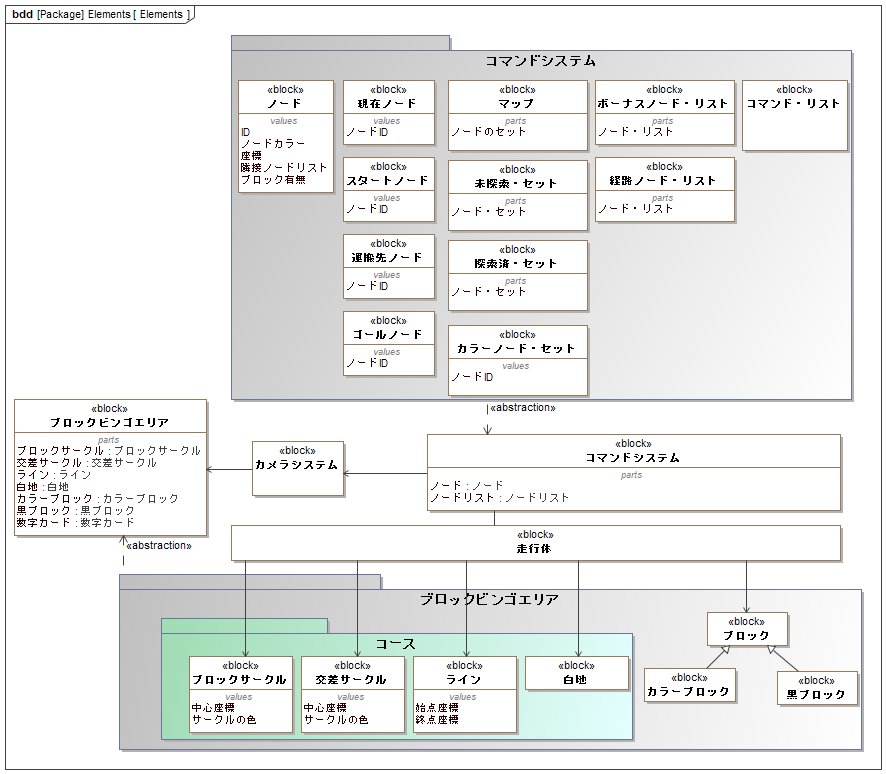 bdd [Package] Elements [ Elements ]
コマンドシステム
«block»
ノード
values
ID
ノードカラー
座標
隣接ノードリスト
ブロック有無
«block»
現在ノード
values
ノードID
«block»
スタートノード
values
ノードID
«block»
運搬先ノード
values
ノードID
«block»
ゴールノード
values
ノードID
«block»
マップ
parts
ノードのセット
«block»
未探索・セット
parts
ノード・セット
«block»
探索済・セット
parts
ノード・セット
«block»
カラーノード・セット
values
ノードID
«block»
ボーナスノード・リスト
parts
ノード・リスト
«block»
経路ノード・リスト
parts
ノード・リスト
«block»
コマンド・リスト
«abstraction»
«block»
ブロックビンゴエリア
parts
ブロックサークル : ブロックサークル
交差サークル : 交差サークル
ライン : ライン
白地 : 白地
カラーブロック : カラーブロック
黒ブロック : 黒ブロック
数字カード : 数字カード
«block»
カメラシステム
«block»
コマンドシステム
parts
ノード : ノード
ノードリスト : ノードリスト
«block»
走行体
«abstraction»
ブロックビンゴエリア
コース
«block»
ブロックサークル
values
中心座標
サークルの色
«block»
交差サークル
values
中心座標
サークルの色
«block»
ライン
values
始点座標
終点座標
«block»
白地
«block»
ブロック
«block»
カラーブロック
«block»
黒ブロック